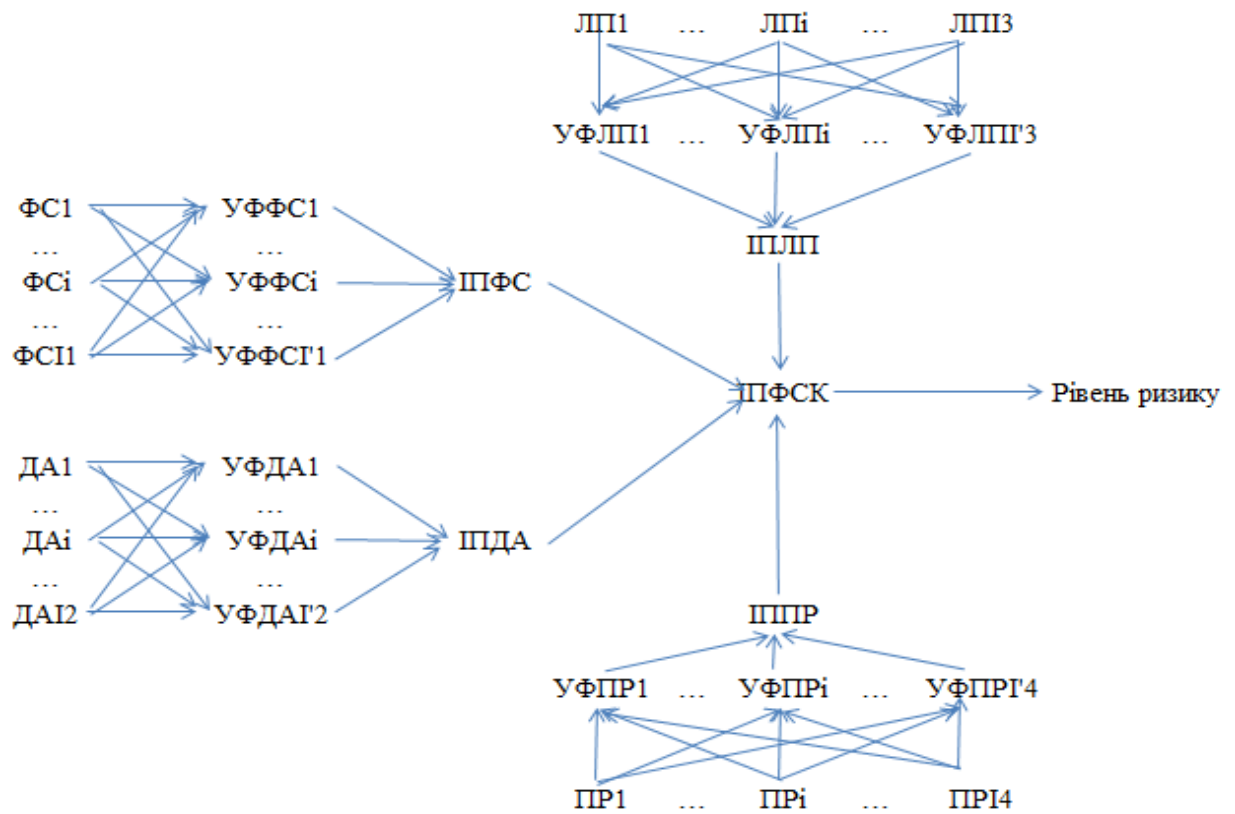 ЛП1 … ЛПі … ЛПІ3
УФЛП1 … УФЛПі … УФЛПІ'3
ФС1 УФФС1
… …
ІПЛП
ФСі УФФСі ІПФС
… …
ФСІ1 УФФСІ'1
ІПФСК Рівень ризику
ДА1 УФДА1
… …
ДАі УФДАі ІПДА
… …
ДАІ2 УФДАІ'2 ІППР
УФПР1 … УФПРі … УФПРІ'4
ПР1 … ПРі … ПРІ4